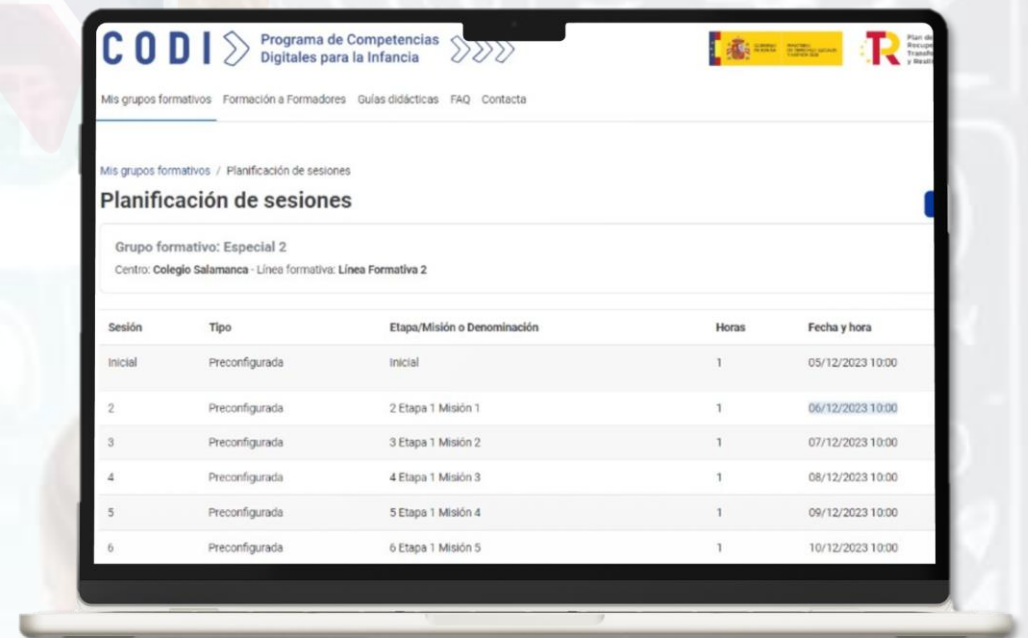 CODI Programa de Competencias
Digitales para la Infancia
Plan de
Mis grupos formativos Formación a Formadores Guías didácticas FAQ Contacta
Mis grupos formativos / Planificación de sesiones
Planificación de sesiones
Grupo formativo: Especial 2
Centro: Colegio Salamanca - Línea formativa: Línea Formativa 2
Sesión Tipo Etapa/Misión o Denominación Horas Fecha y hora
Inicial Preconfigurada Inicial 1 05/12/2023 10:00
2 Preconfigurada 2 Etapa 1 Misión 1 1 06/12/2023 10:00
3 Preconfigurada 3 Etapa 1 Misión 2 1 07/12/2023 10:00
4 Preconfigurada 4 Etapa 1 Misión 3 1 08/12/2023 10:00
5 Preconfigurada 5 Etapa 1 Misión 4 1 09/12/2023 10:00
6 Preconfigurada 6 Etapa 1 Misión 5 1 10/12/2023 10:00